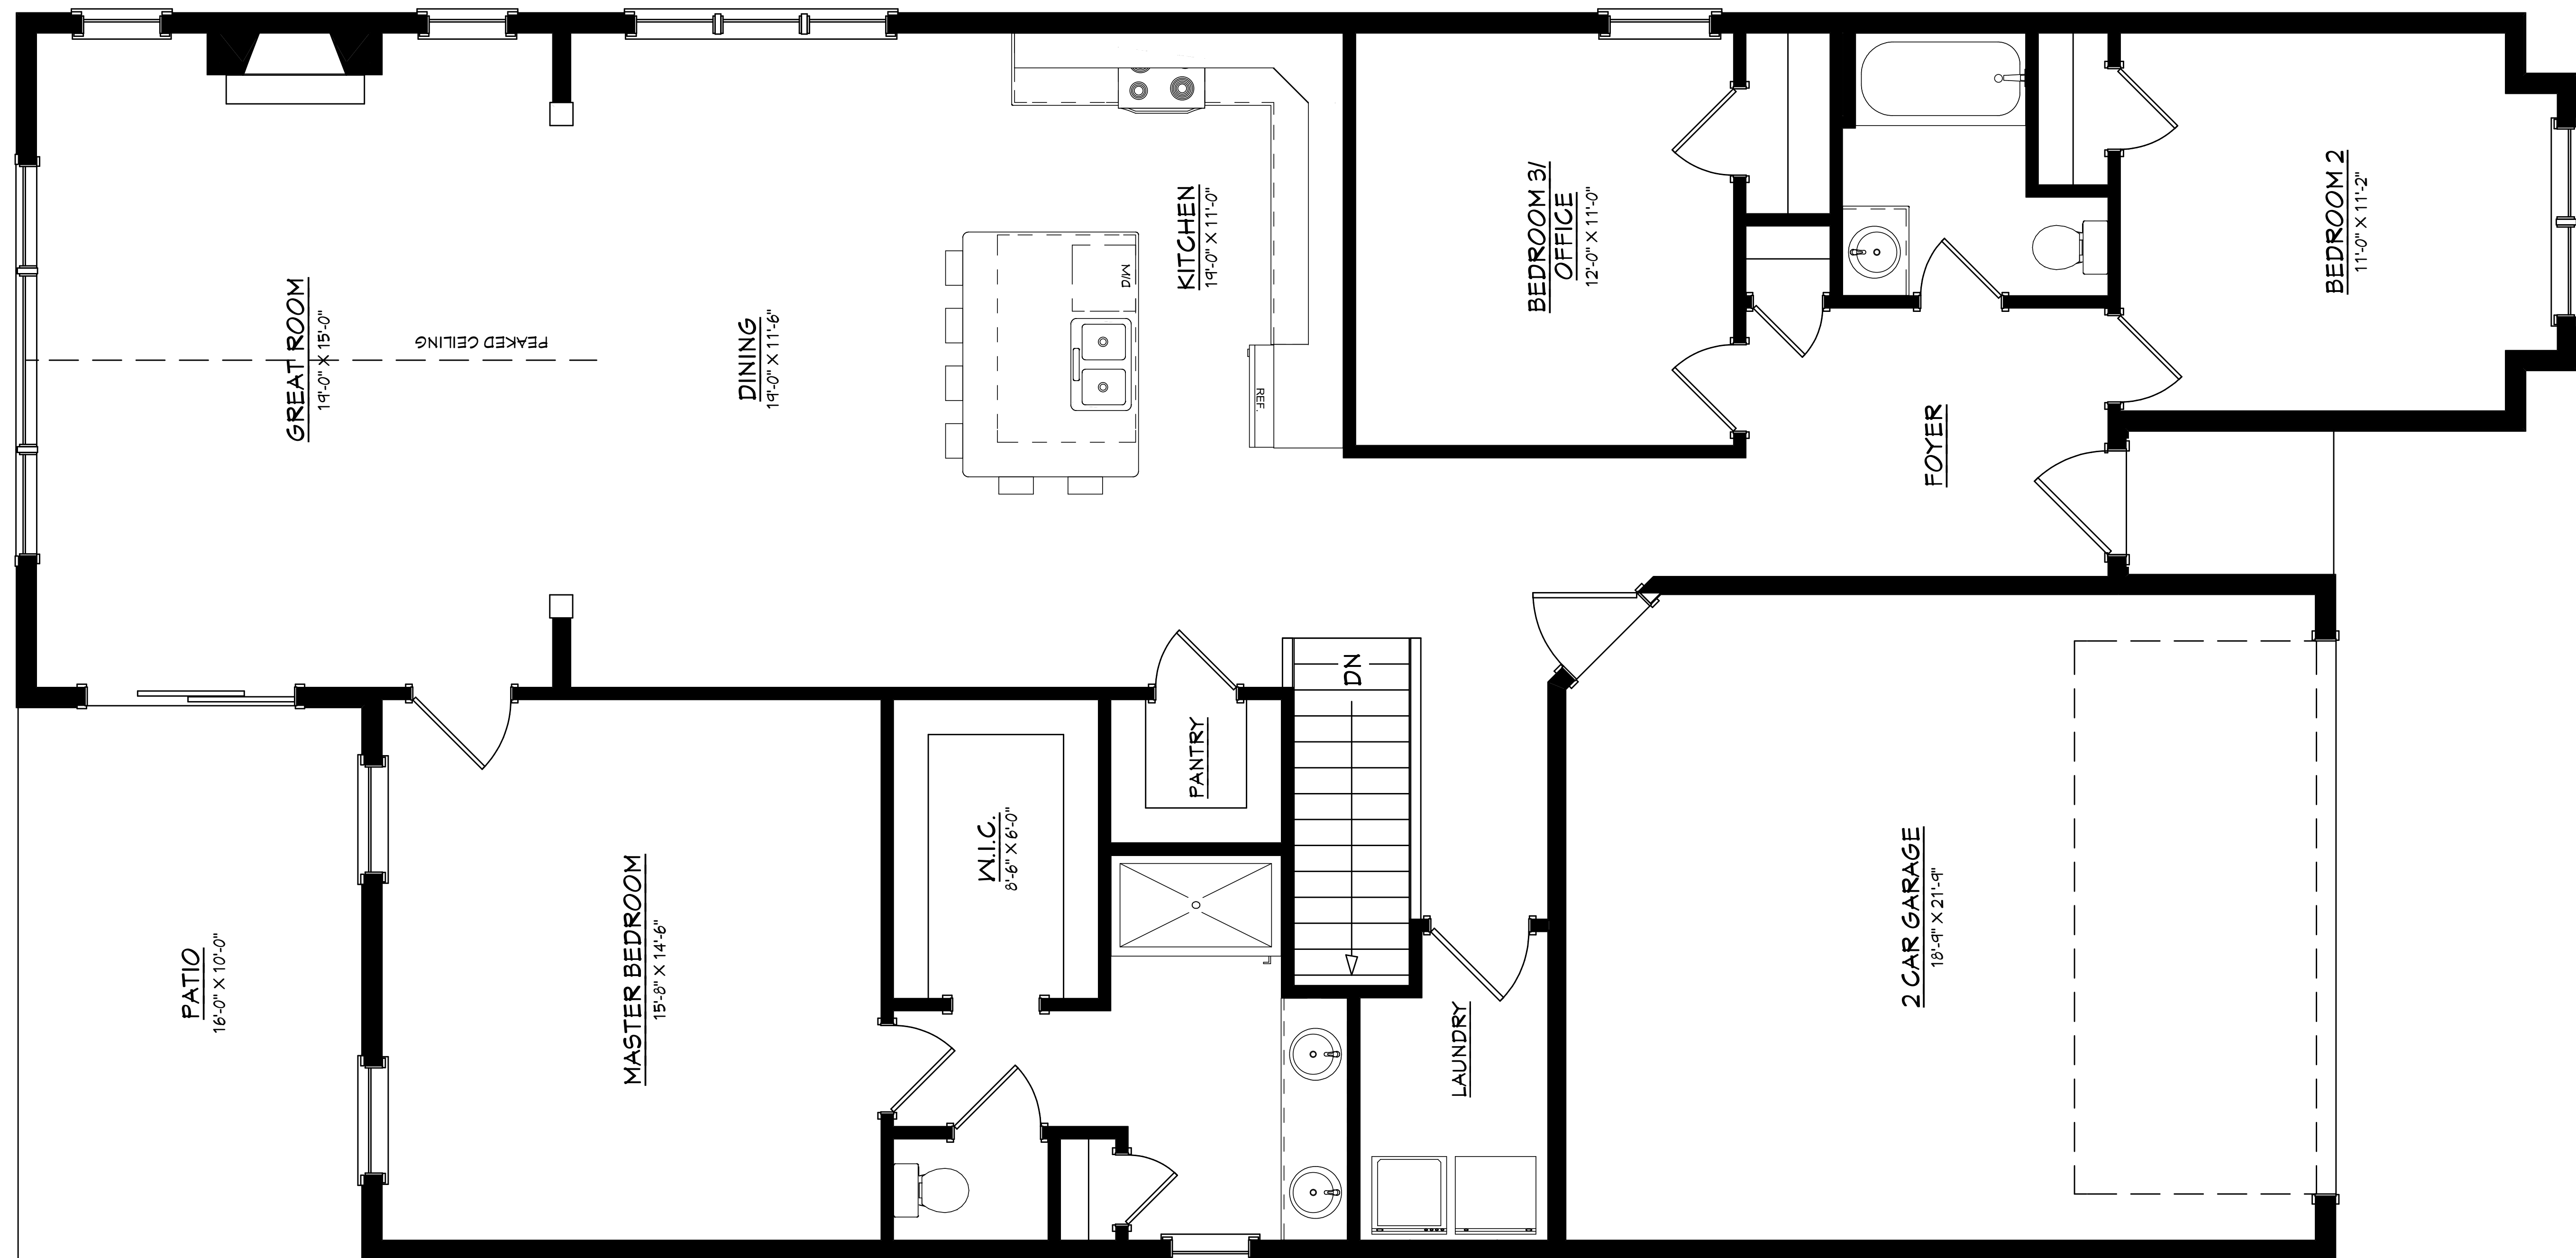 GREAT ROOM
19'-0" X 15'-0"
PEAKED CEILING
DINING
19'-0" X 11'-6"
KITCHEN
19'-0" X 11'-0"
D/W
REF.
BEDROOM 3/
OFFICE
12'-0" X 11'-0"
BEDROOM 2
11'-0" X 11'-2"
FOYER
DN
PANTRY
W.I.C.
8'-6" X 6'-0"
MASTER BEDROOM
15'-8" X 14'-6"
PATIO
16'-0" X 10'-0"
LAUNDRY
2 CAR GARAGE
18'-9" X 21'-9"